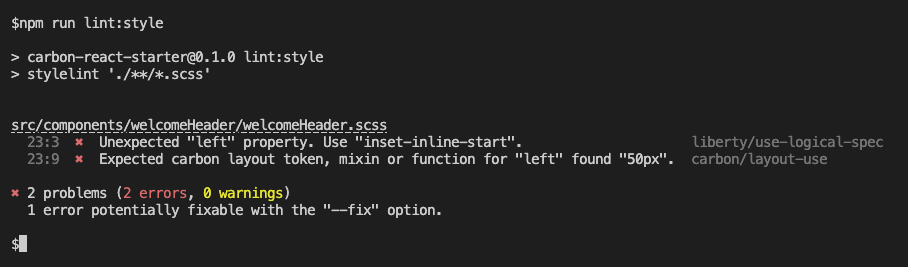 $npm run lint:style
> carbon-react-starter@0.1.0 lint:style
> stylelint './**/*.scss'
src/components/welcomeHeader/welcomeHeader.scss
23:3 ✖ Unexpected "left" property. Use "inset-inline-start". liberty/use-logical-spec
23:9 ✖ Expected carbon layout token, mixin or function for "left" found "50px". carbon/layout-use
✖ 2 problems (2 errors, 0 warnings)
1 error potentially fixable with the "--fix" option.
$